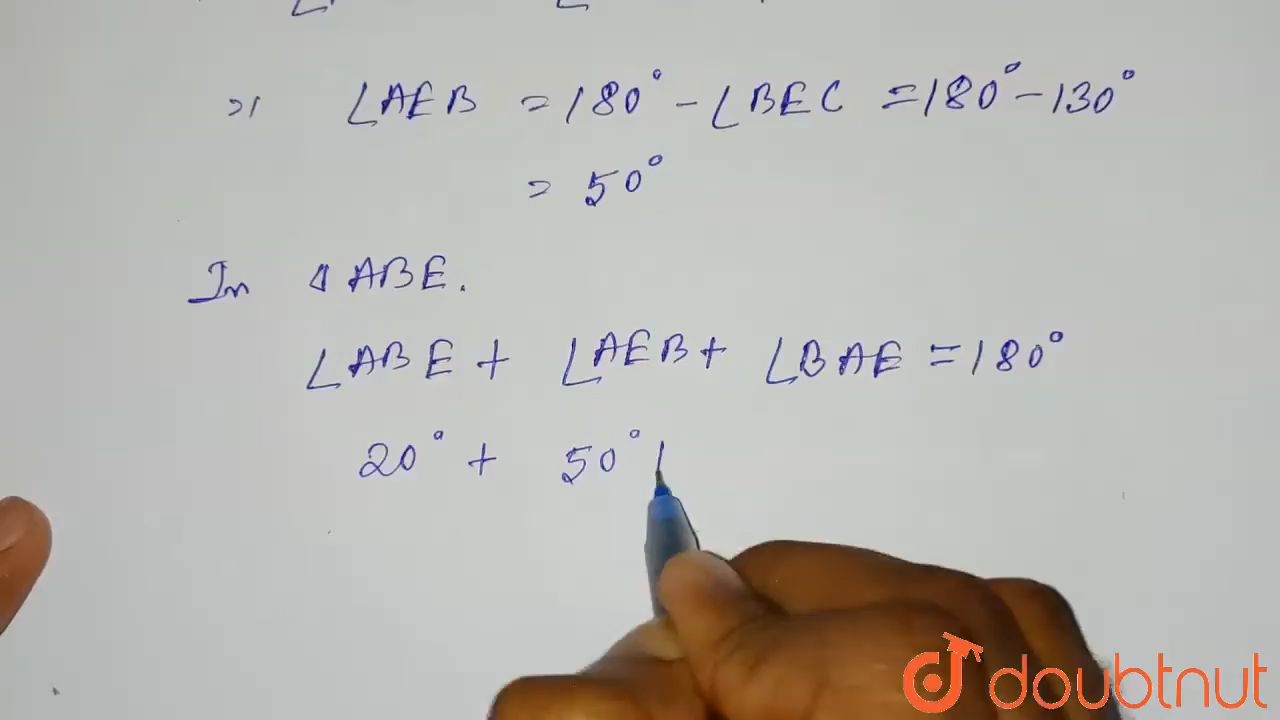 ∠AEB = 180° - ∠BEC = 180° - 130°
= 50°
In ΔABE.
∠ABE + ∠AEB + ∠BAE = 180°
20° + 50°
doubtnut